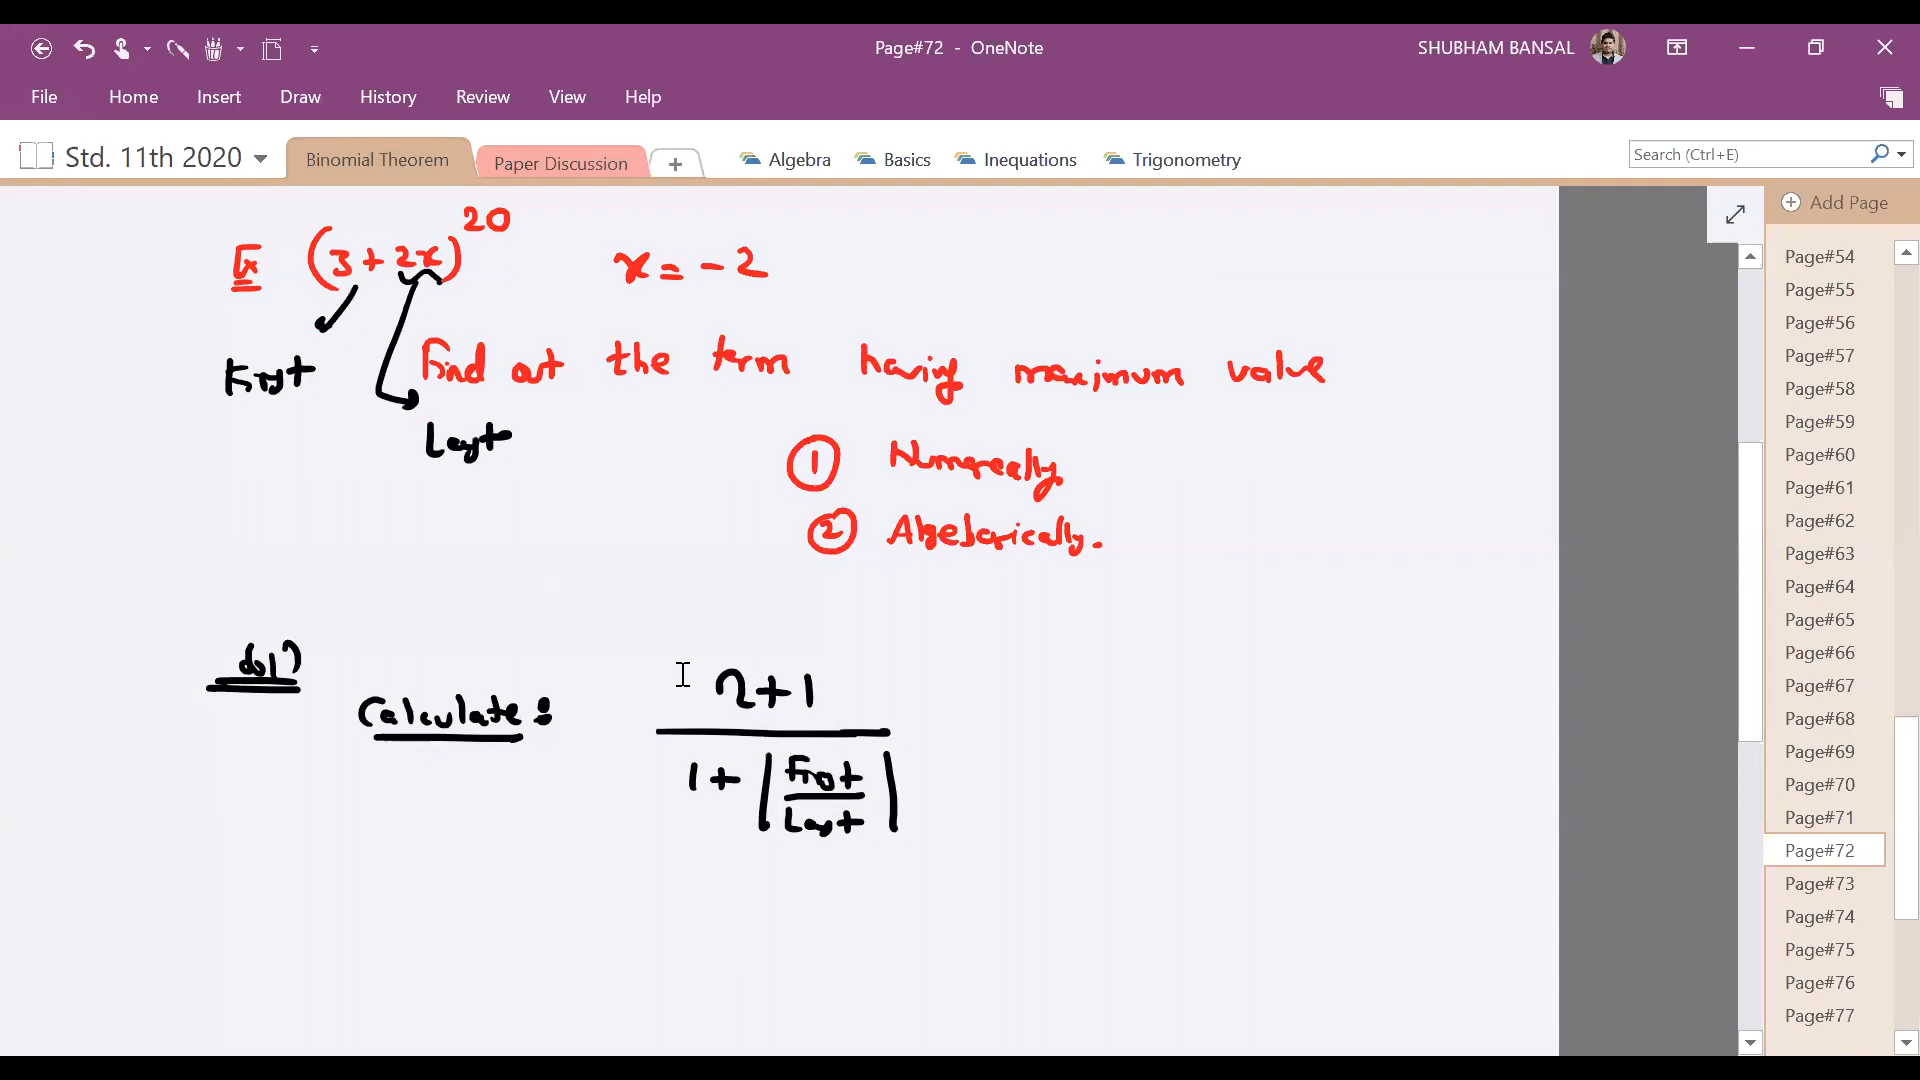 Page#72 - OneNote
SHUBHAM BANSAL
File Home Insert Draw History Review View Help
Std. 11th 2020
Binomial Theorem
Paper Discussion
Algebra
Basics
Inequations
Trigonometry
Search (Ctrl+E)
Add Page
Page#54
Page#55
Page#56
Page#57
Page#58
Page#59
Page#60
Page#61
Page#62
Page#63
Page#64
Page#65
Page#66
Page#67
Page#68
Page#69
Page#70
Page#71
Page#72
Page#73
Page#74
Page#75
Page#76
Page#77
Ex (3+2x)^20 x = -2
First
Find out the term having maximum value
Last
① Numerically
② Algebraically.
Solⁿ
Calculate:
n+1
1 + | First / Last |